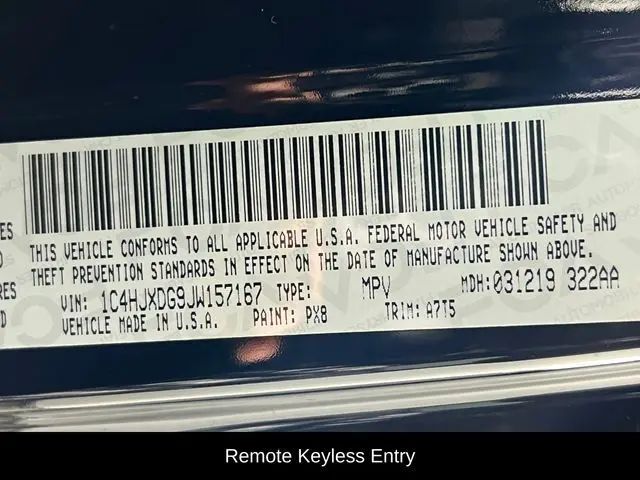 THIS VEHICLE CONFORMS TO ALL APPLICABLE U.S.A. FEDERAL MOTOR VEHICLE SAFETY AND
THEFT PREVENTION STANDARDS IN EFFECT ON THE DATE OF MANUFACTURE SHOWN ABOVE.
VIN: 1C4HJXDG9JW157167 TYPE: MPV MDH: 031219 322AA
VEHICLE MADE IN U.S.A. PAINT: PX8 TRIM: A7T5
Remote Keyless Entry